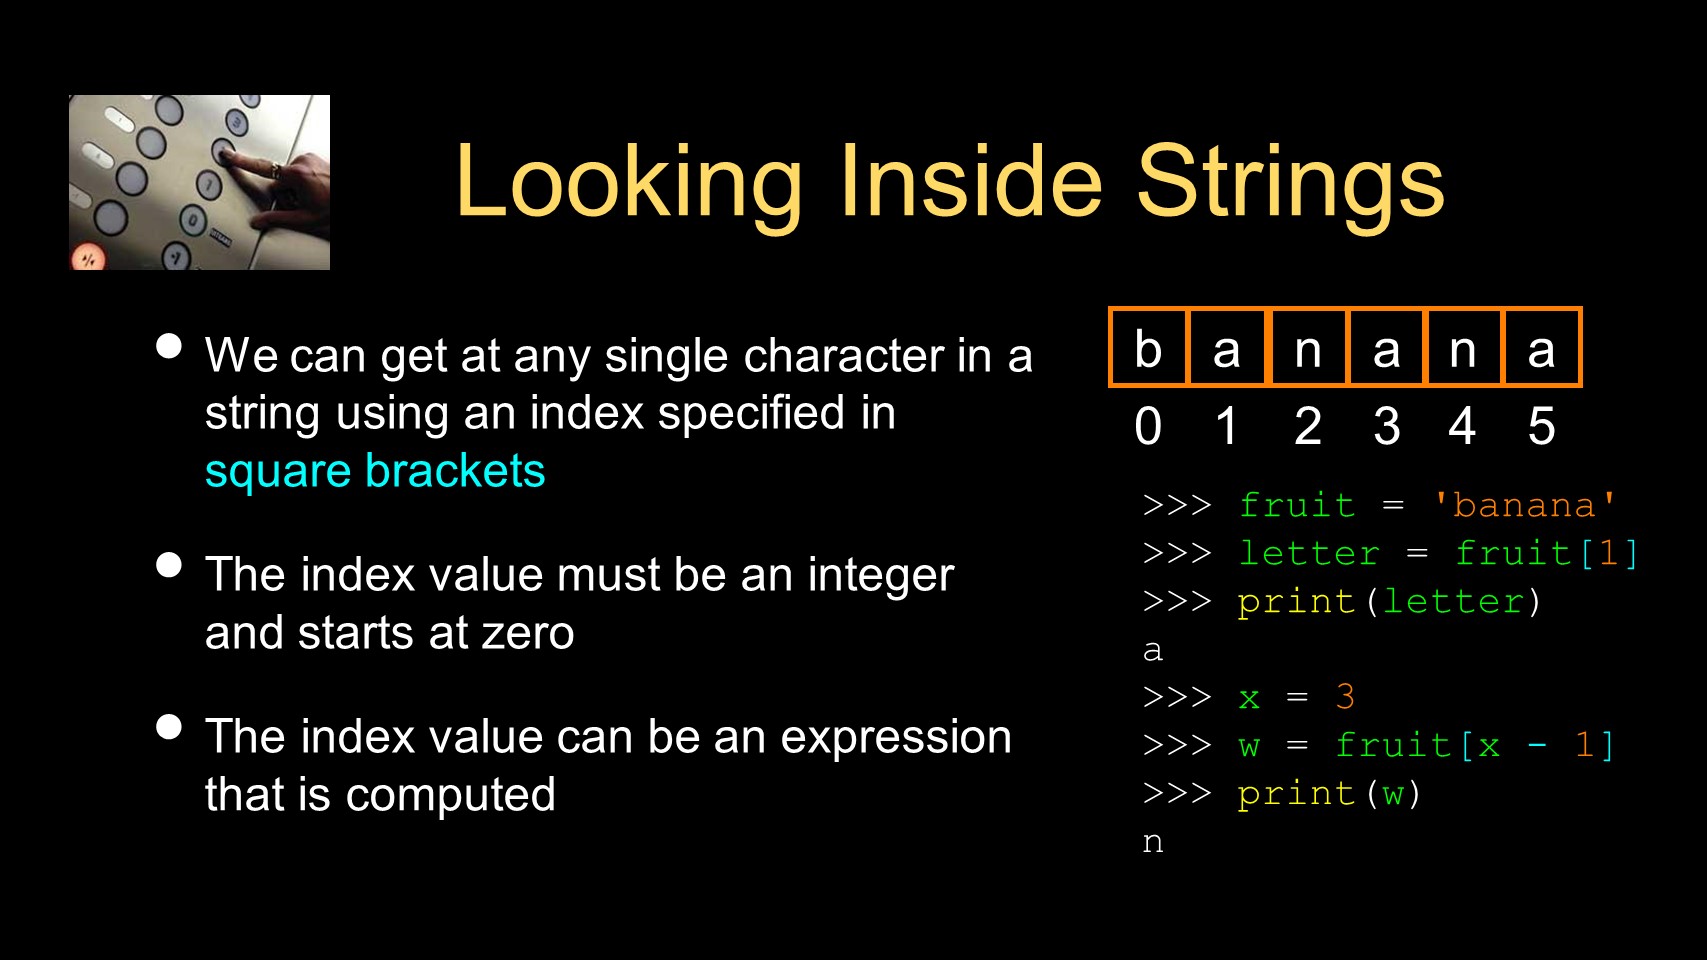 Looking Inside Strings
We can get at any single character in a
string using an index specified in
square brackets
The index value must be an integer
and starts at zero
The index value can be an expression
that is computed
b a n a n a
0 1 2 3 4 5
>>> fruit = 'banana'
>>> letter = fruit[1]
>>> print(letter)
a
>>> x = 3
>>> w = fruit[x - 1]
>>> print(w)
n